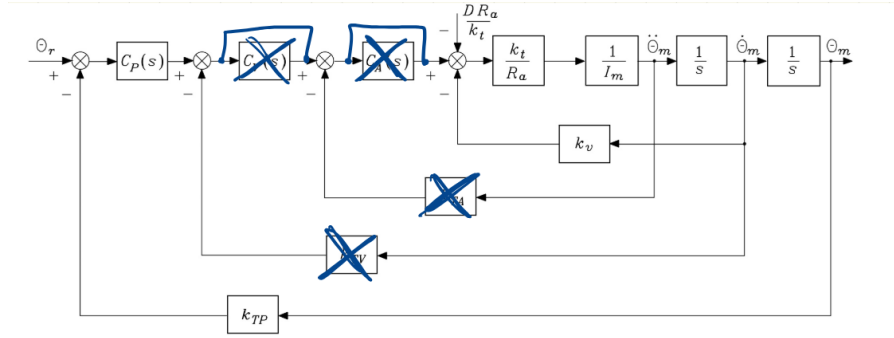 D R_a
k_t
Θ_r
C_P(s)
k_t
R_a
1
I_m
Θ̈_m
1
s
Θ̇_m
1
s
Θ_m
k_v
k_TP